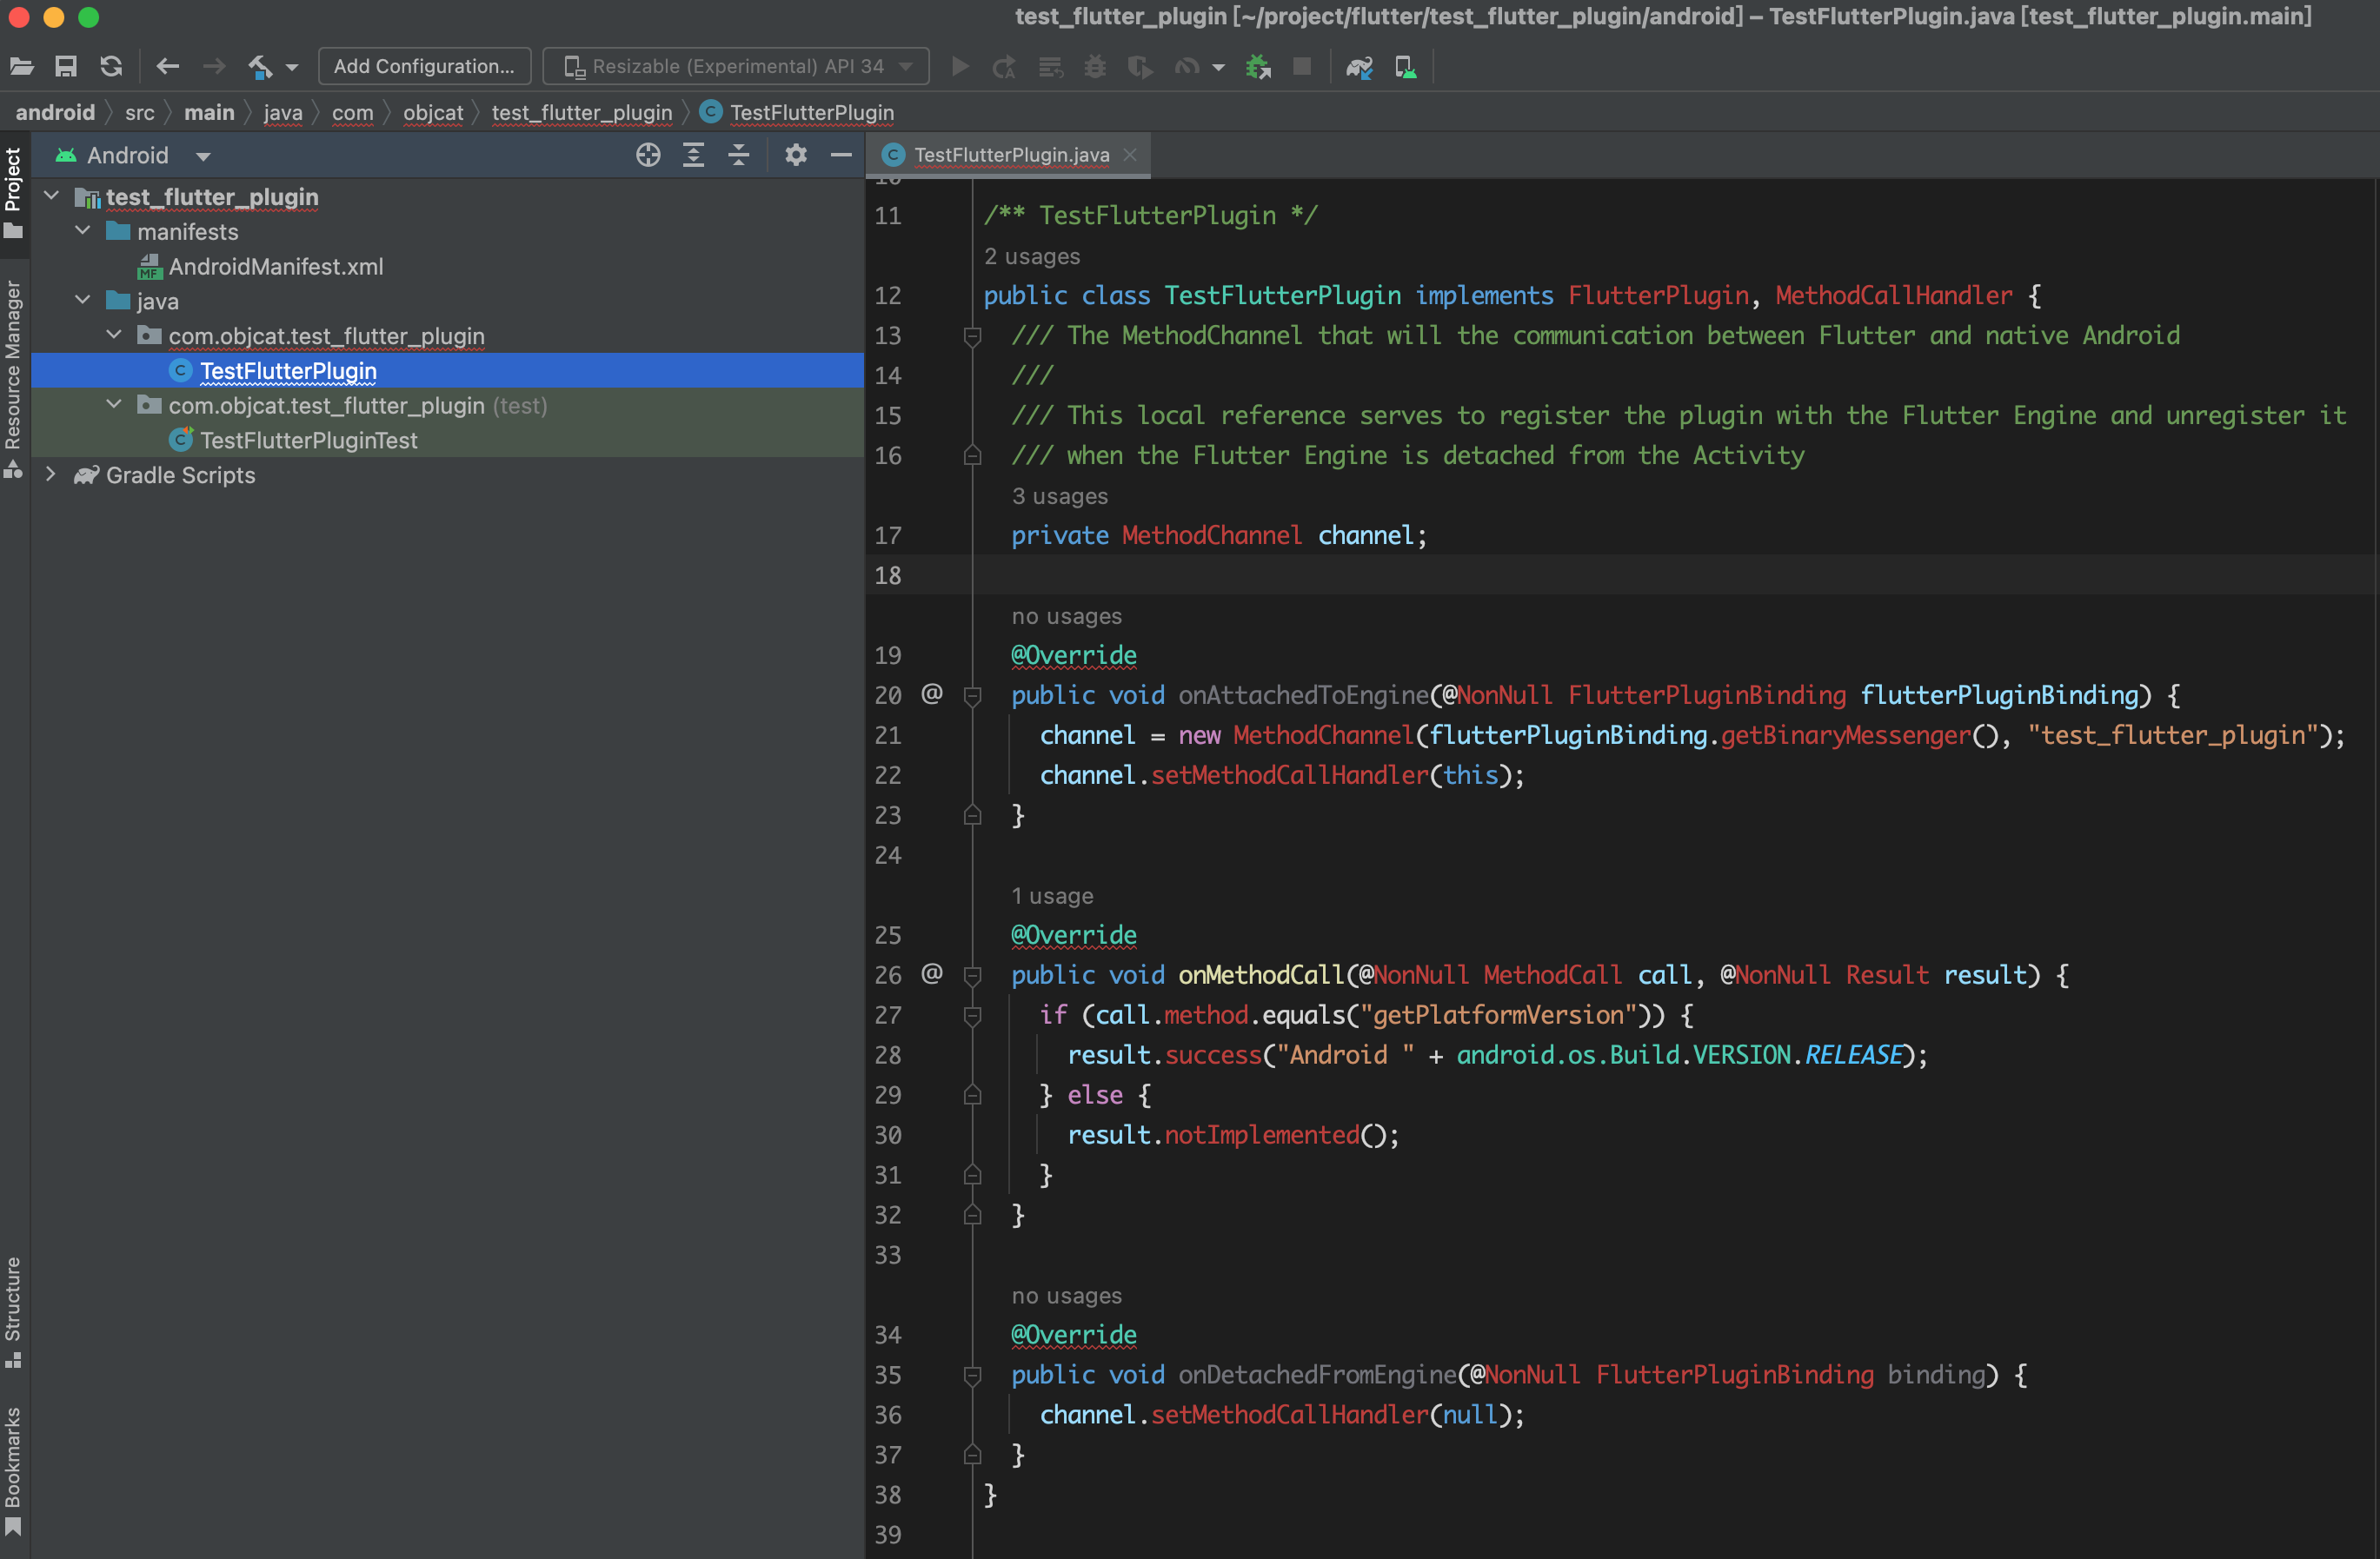 test_flutter_plugin [~/project/flutter/test_flutter_plugin/android] – TestFlutterPlugin.java [test_flutter_plugin.main]
Add Configuration...
Resizable (Experimental) API 34
android
src
main
java
com
objcat
test_flutter_plugin
TestFlutterPlugin
Project
Resource Manager
Structure
Bookmarks
Android
test_flutter_plugin
manifests
MF AndroidManifest.xml
java
com.objcat.test_flutter_plugin
C TestFlutterPlugin
com.objcat.test_flutter_plugin (test)
C TestFlutterPluginTest
Gradle Scripts
C TestFlutterPlugin.java
11 /** TestFlutterPlugin */
2 usages
12 public class TestFlutterPlugin implements FlutterPlugin, MethodCallHandler {
13 /// The MethodChannel that will the communication between Flutter and native Android
14 ///
15 /// This local reference serves to register the plugin with the Flutter Engine and unregister it
16 /// when the Flutter Engine is detached from the Activity
3 usages
17 private MethodChannel channel;
18
no usages
19 @Override
20 @ public void onAttachedToEngine(@NonNull FlutterPluginBinding flutterPluginBinding) {
21 channel = new MethodChannel(flutterPluginBinding.getBinaryMessenger(), "test_flutter_plugin");
22 channel.setMethodCallHandler(this);
23 }
24
1 usage
25 @Override
26 @ public void onMethodCall(@NonNull MethodCall call, @NonNull Result result) {
27 if (call.method.equals("getPlatformVersion")) {
28 result.success("Android " + android.os.Build.VERSION.RELEASE);
29 } else {
30 result.notImplemented();
31 }
32 }
33
no usages
34 @Override
35 public void onDetachedFromEngine(@NonNull FlutterPluginBinding binding) {
36 channel.setMethodCallHandler(null);
37 }
38 }
39